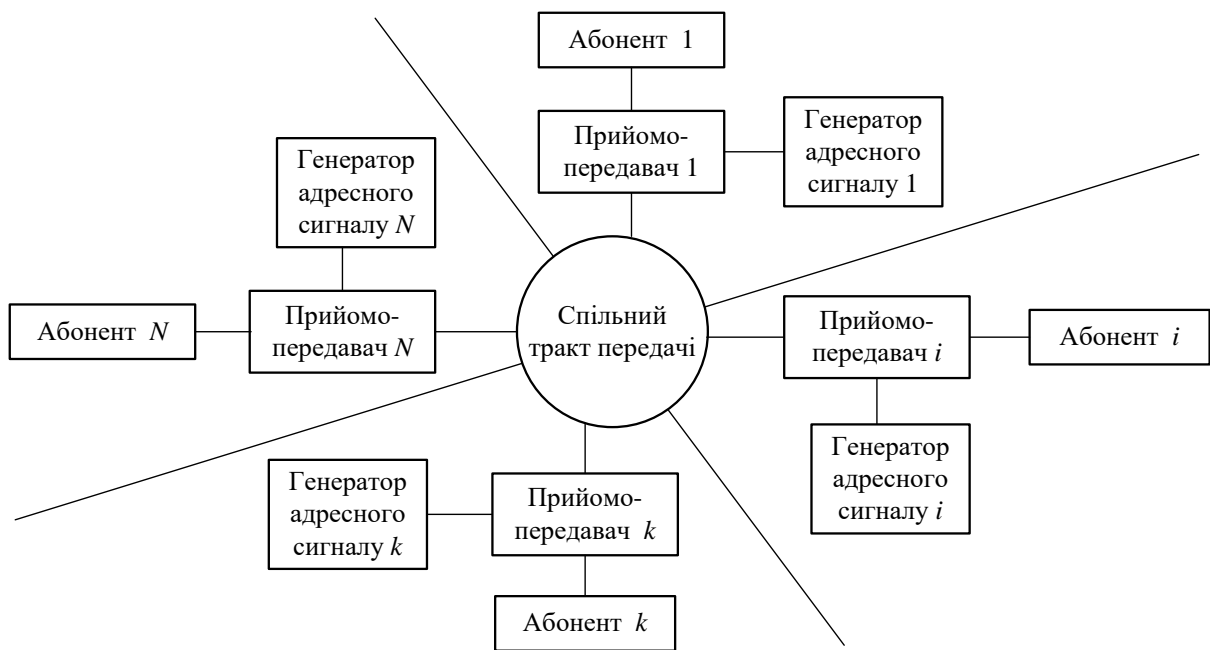 Абонент 1
Прийомо-
передавач 1
Генератор
адресного
сигналу 1
Генератор
адресного
сигналу N
Абонент N
Прийомо-
передавач N
Спільний
тракт передачі
Прийомо-
передавач i
Абонент i
Генератор
адресного
сигналу i
Генератор
адресного
сигналу k
Прийомо-
передавач k
Абонент k